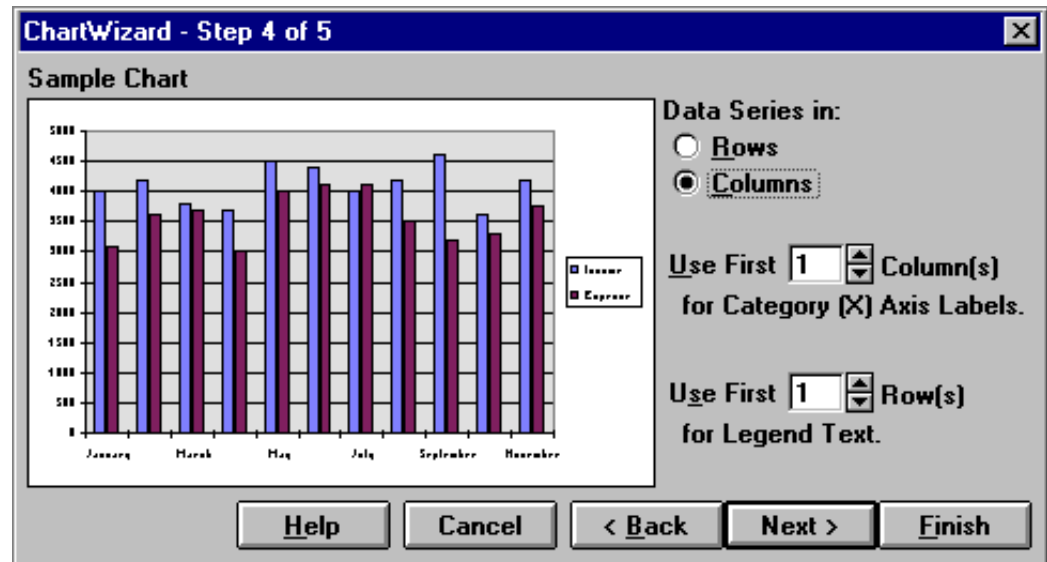 ChartWizard - Step 4 of 5
Sample Chart
5000
4500
4000
3500
3000
2500
2000
1500
1000
500
0
January March May July September November
Income
Expense
Data Series in:
Rows
Columns
Use First 1 Column(s)
for Category (X) Axis Labels.
Use First 1 Row(s)
for Legend Text.
Help Cancel < Back Next > Finish